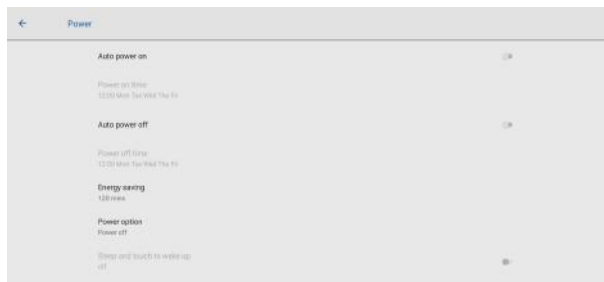 Power
Auto power on
Power on time
12:00 Mon Tue Wed Thu Fri
Auto power off
Power off time
12:00 Mon Tue Wed Thu Fri
Energy saving
120 mins
Power option
Power off
Sleep and touch to wake up
off